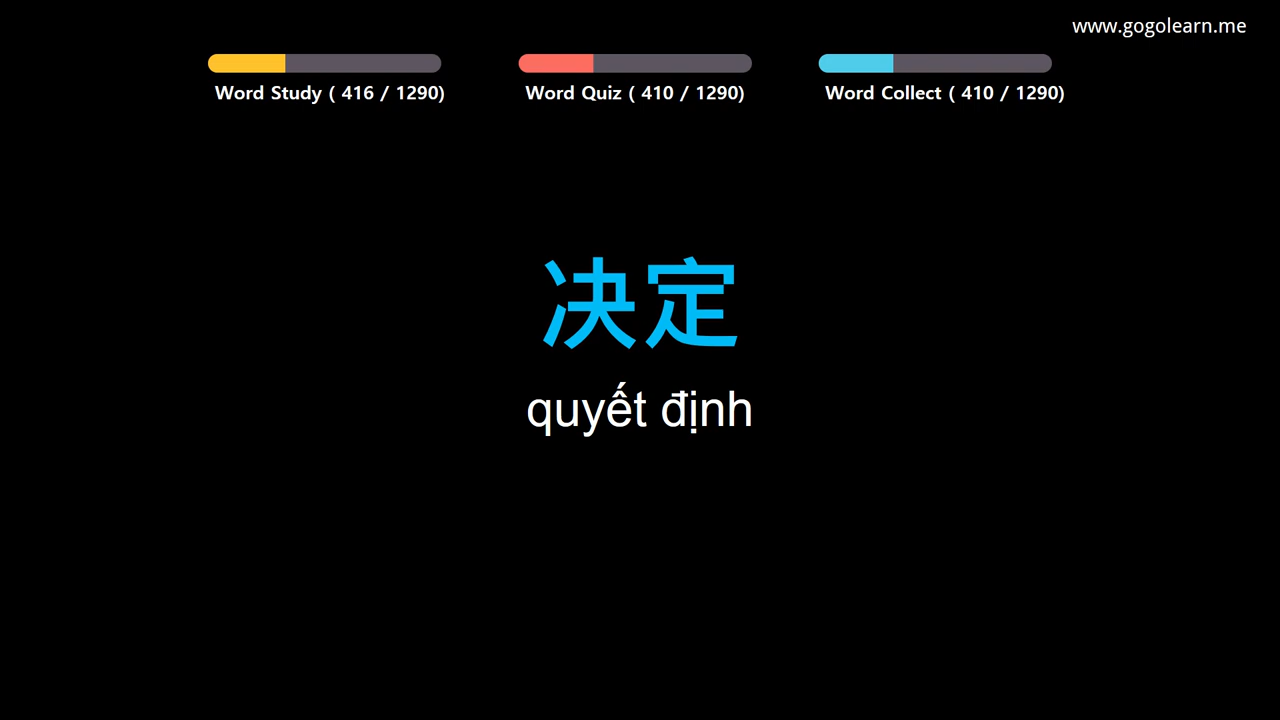 www.gogolearn.me
Word Study ( 416 / 1290)
Word Quiz ( 410 / 1290)
Word Collect ( 410 / 1290)
决定
quyết định